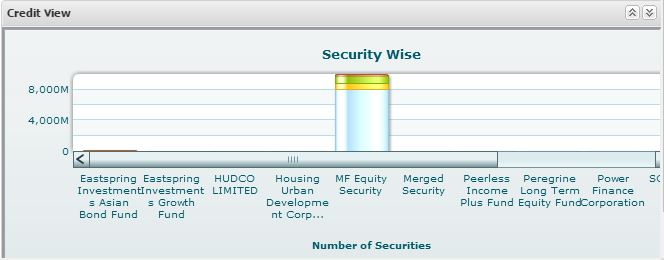 Credit View
Security Wise
8,000M
4,000M
0
Eastspring Eastspring HUDCO Housing MF Equity Merged Peerless Peregrine Power
Investment Investment LIMITED Urban Security Security Income Long Term Finance
s Asian s Growth Developme Plus Fund Equity Fund Corporation
Bond Fund Fund nt Corp...
Number of Securities